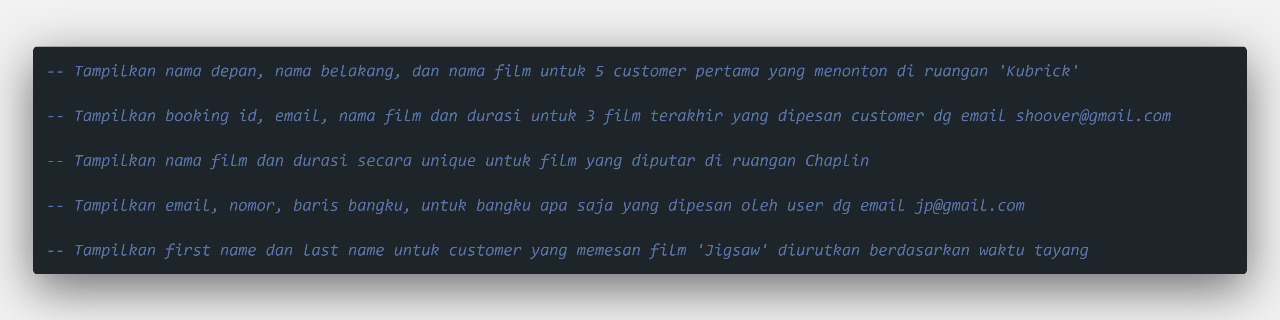 -- Tampilkan nama depan, nama belakang, dan nama film untuk 5 customer pertama yang menonton di ruangan 'Kubrick'
-- Tampilkan booking id, email, nama film dan durasi untuk 3 film terakhir yang dipesan customer dg email shoover@gmail.com
-- Tampilkan nama film dan durasi secara unique untuk film yang diputar di ruangan Chaplin
-- Tampilkan email, nomor, baris bangku, untuk bangku apa saja yang dipesan oleh user dg email jp@gmail.com
-- Tampilkan first name dan last name untuk customer yang memesan film 'Jigsaw' diurutkan berdasarkan waktu tayang